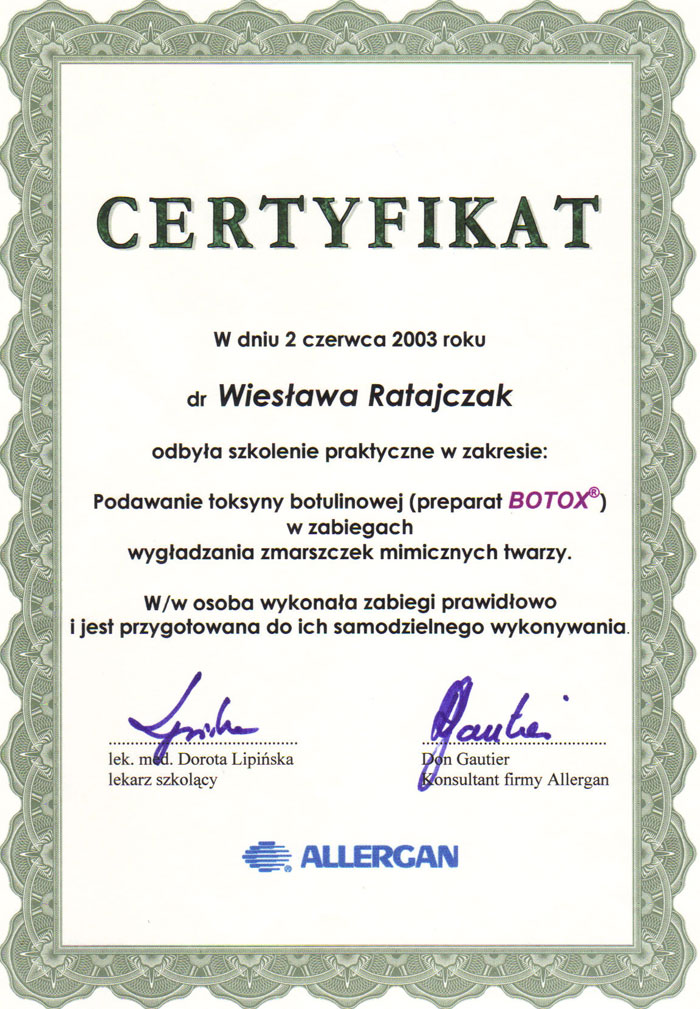 CERTYFIKAT
W dniu 2 czerwca 2003 roku
dr Wiesława Ratajczak
odbyła szkolenie praktyczne w zakresie:
Podawanie toksyny botulinowej (preparat BOTOX®)
w zabiegach
wygładzania zmarszczek mimicznych twarzy.
W/w osoba wykonała zabiegi prawidłowo
i jest przygotowana do ich samodzielnego wykonywania.
lek. med. Dorota Lipińska
lekarz szkolący
Don Gautier
Konsultant firmy Allergan
® ALLERGAN